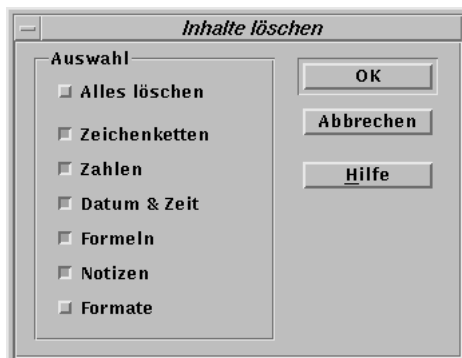 Inhalte löschen
Auswahl
Alles löschen
Zeichenketten
Zahlen
Datum & Zeit
Formeln
Notizen
Formate
OK
Abbrechen
Hilfe